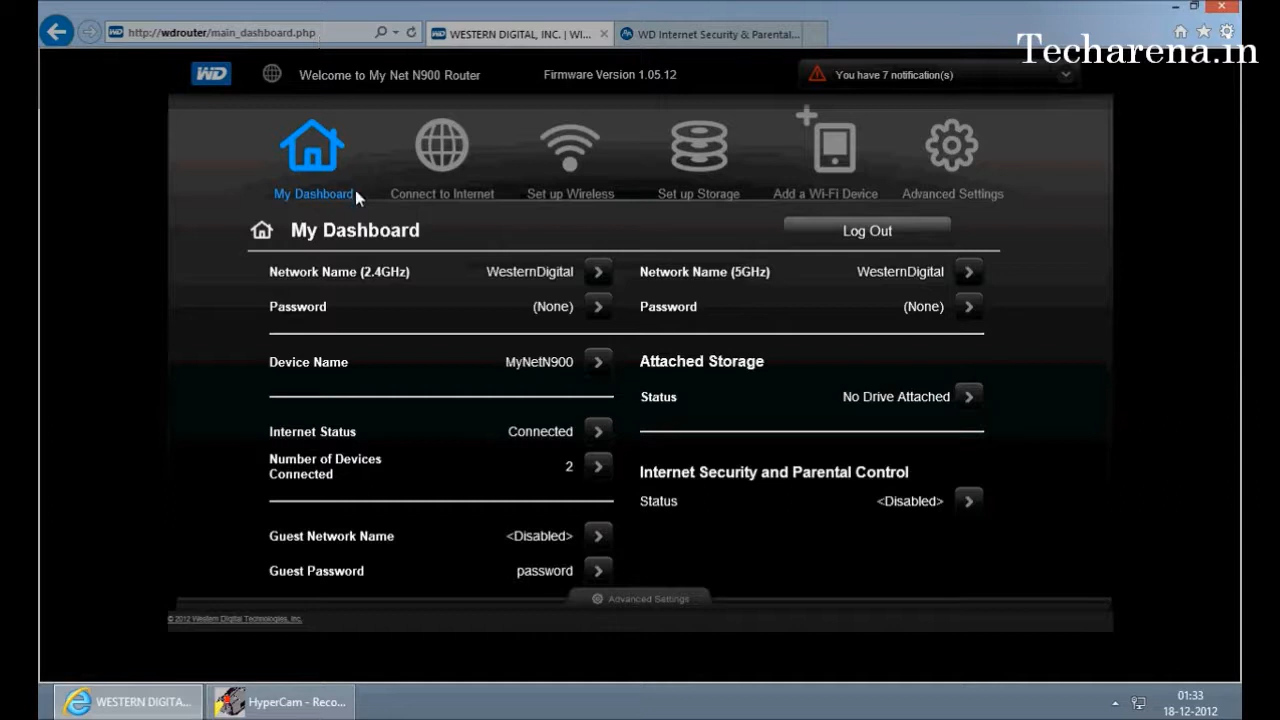 http://wdrouter/main_dashboard.php
WESTERN DIGITAL, INC. | WI...
WD Internet Security & Parental...
Techarena.in
WD
Welcome to My Net N900 Router
Firmware Version 1.05.12
You have 7 notification(s)
My Dashboard
Connect to Internet
Set up Wireless
Set up Storage
Add a Wi-Fi Device
Advanced Settings
My Dashboard
Log Out
Network Name (2.4GHz) WesternDigital
Network Name (5GHz) WesternDigital
Password (None)
Password (None)
Device Name MyNetN900
Attached Storage
Status No Drive Attached
Internet Status Connected
Number of Devices
Connected 2
Internet Security and Parental Control
Status <Disabled>
Guest Network Name <Disabled>
Guest Password password
Advanced Settings
© 2012 Western Digital Technologies, Inc.
WESTERN DIGITA...
HyperCam - Reco...
01:33
18-12-2012